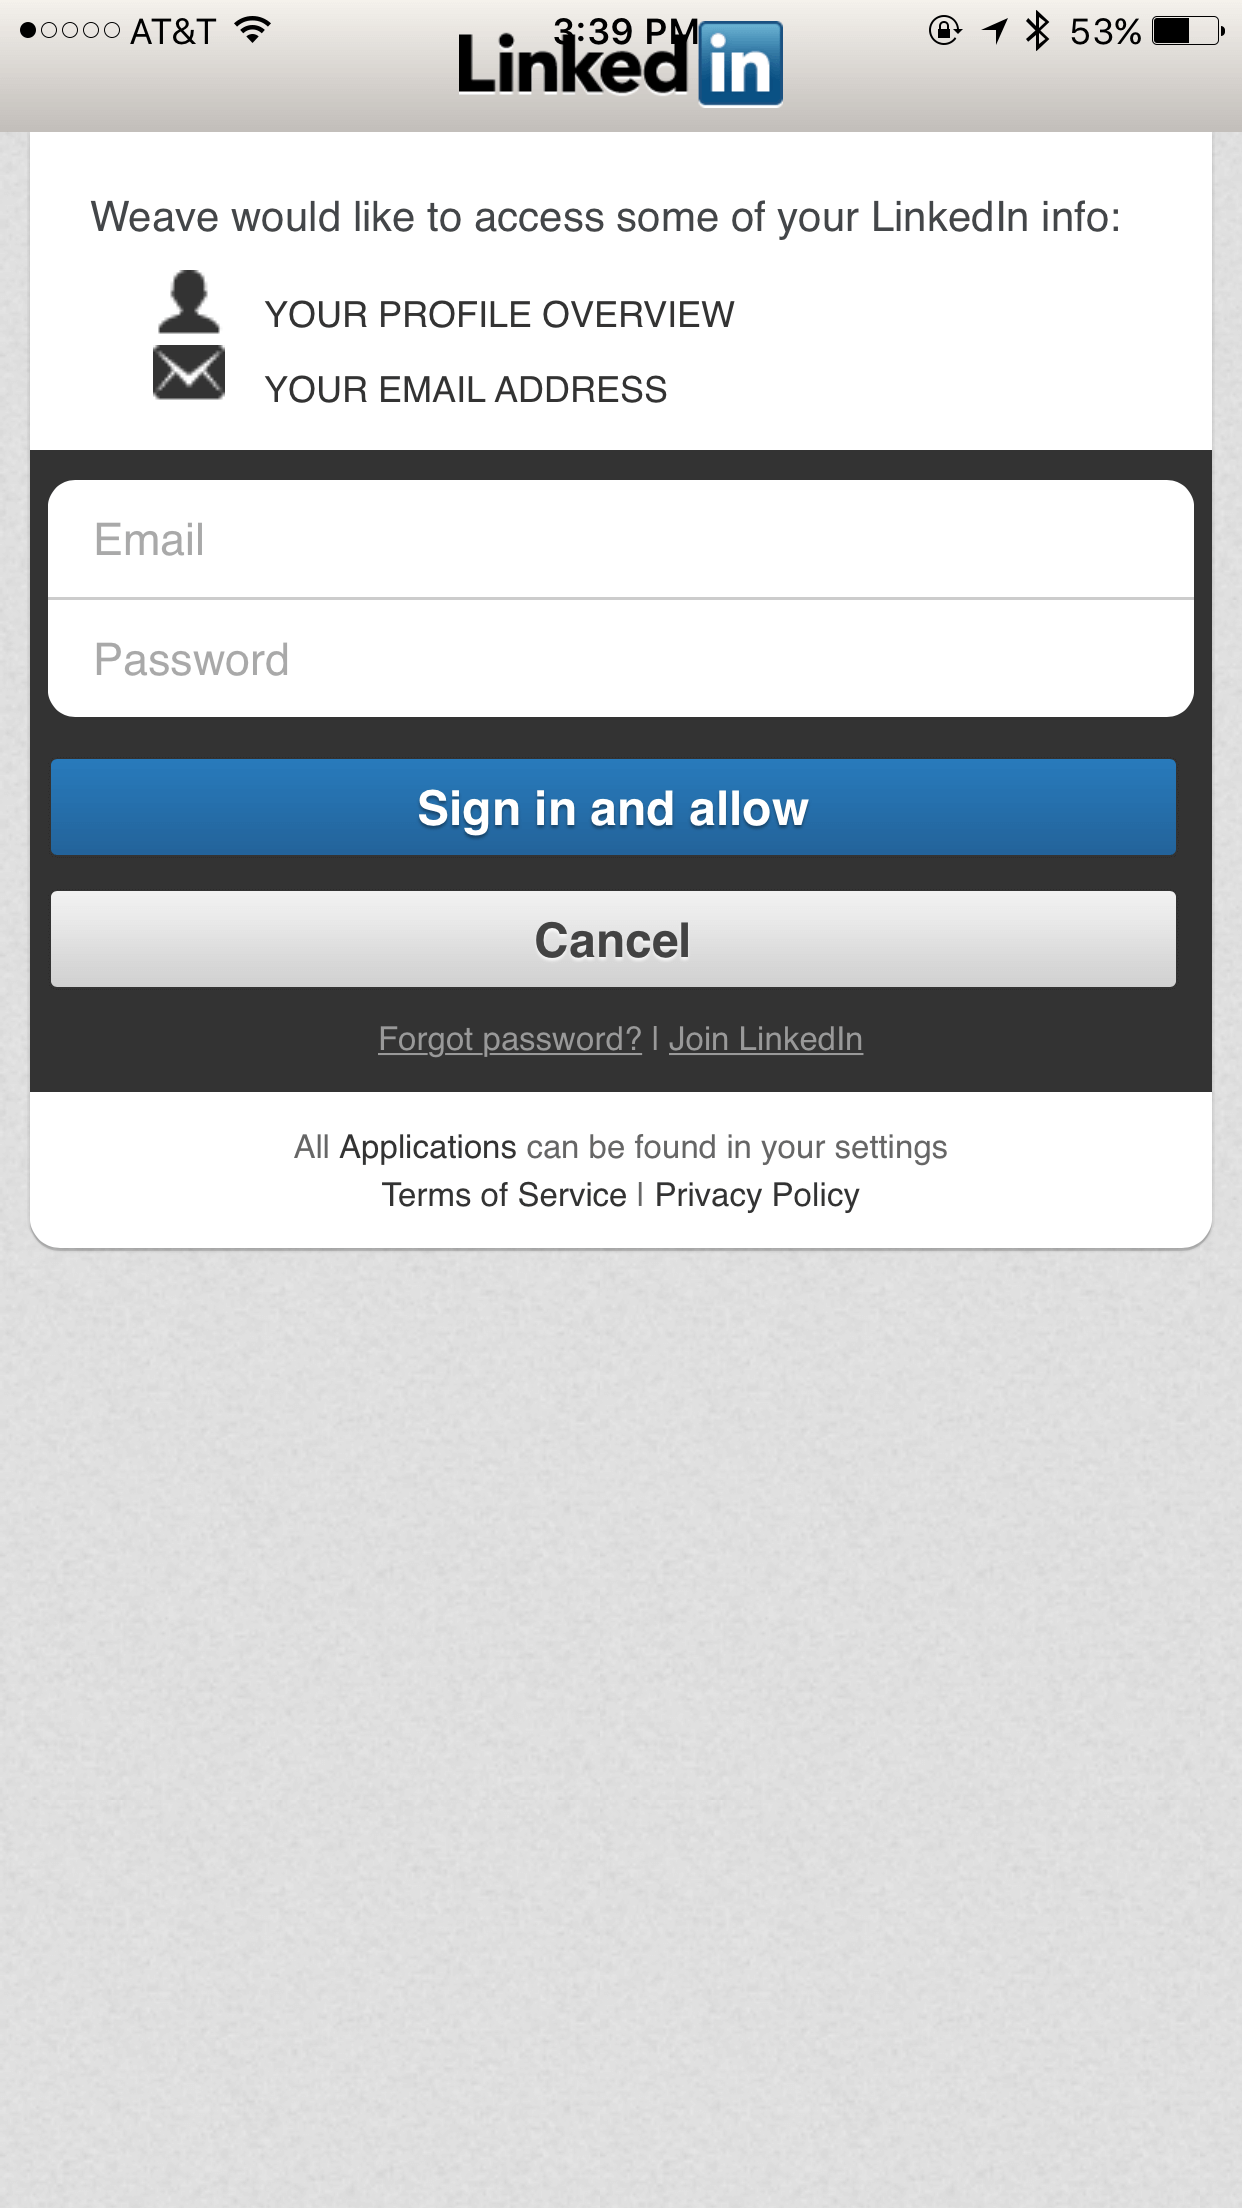 AT&T 3:39 PM 53%
Linked in
Weave would like to access some of your LinkedIn info:
YOUR PROFILE OVERVIEW
YOUR EMAIL ADDRESS
Email
Password
Sign in and allow
Cancel
Forgot password? | Join LinkedIn
All Applications can be found in your settings
Terms of Service | Privacy Policy